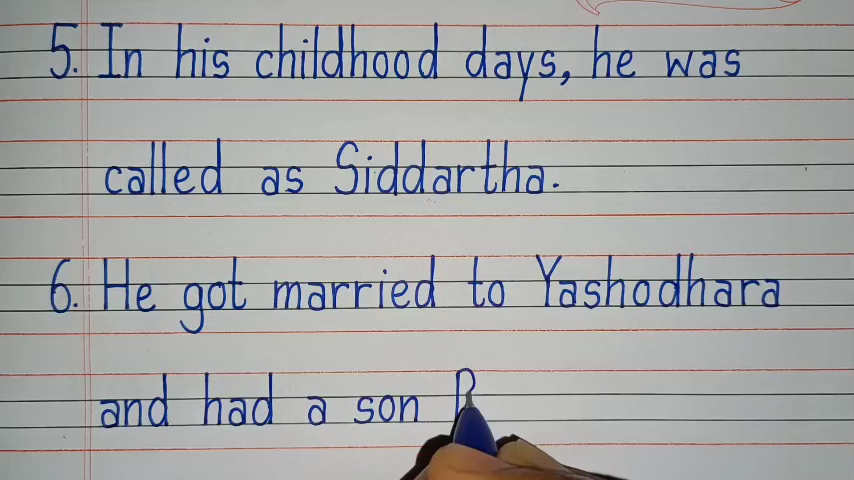 5. In his childhood days, he was
called as Siddartha.
6. He got married to Yashodhara
and had a son